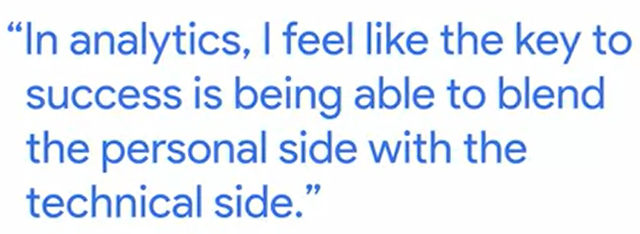 “In analytics, I feel like the key to
success is being able to blend
the personal side with the
technical side.”